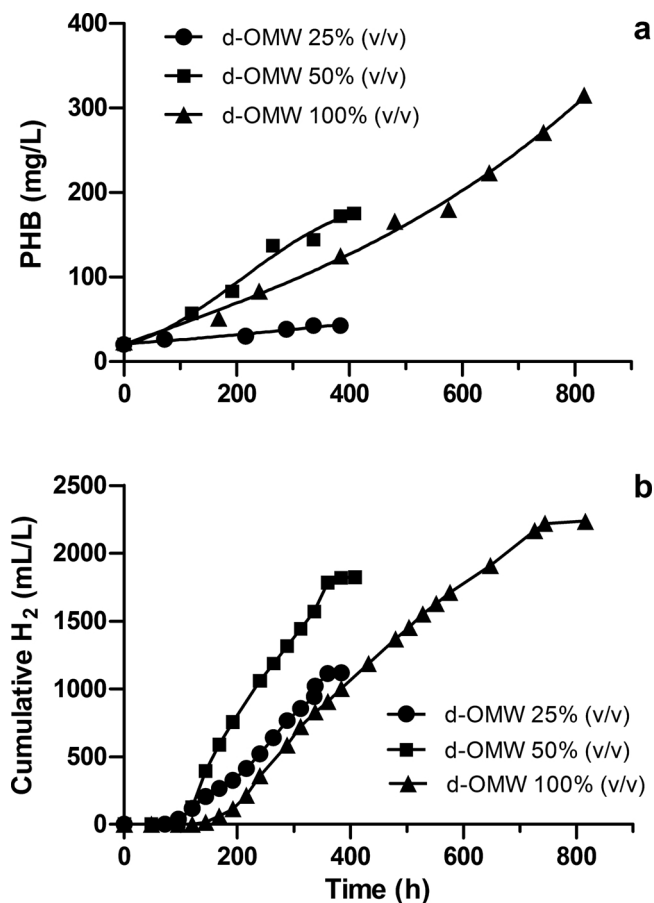 a
d-OMW 25% (v/v)
d-OMW 50% (v/v)
d-OMW 100% (v/v)
PHB (mg/L)
400
300
200
100
0
0 200 400 600 800
b
Cumulative H₂ (mL/L)
2500
2000
1500
1000
500
0
d-OMW 25% (v/v)
d-OMW 50% (v/v)
d-OMW 100% (v/v)
0 200 400 600 800
Time (h)